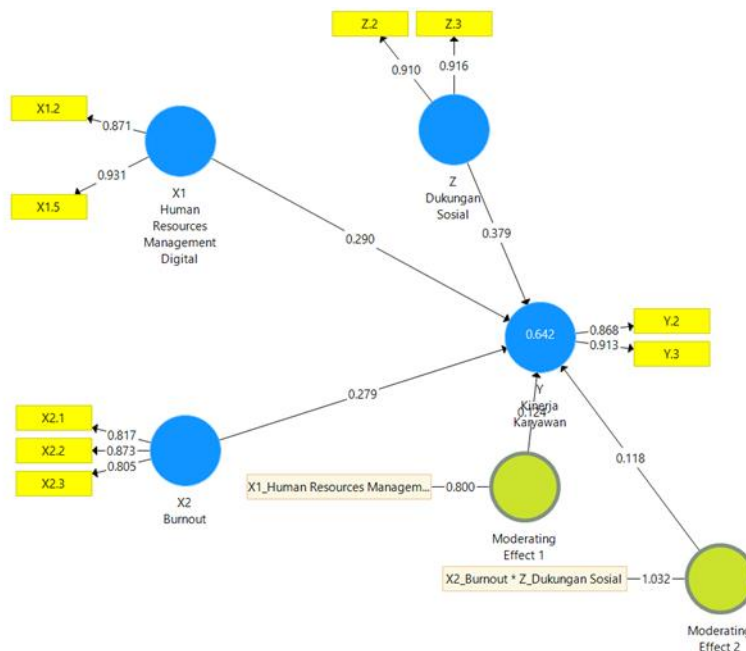 Z.2
Z.3
0.910
0.916
X1.2
0.871
0.931
X1.5
X1
Human
Resources
Management
Digital
Z
Dukungan
Sosial
0.290
0.379
0.642
0.868
0.913
Y.2
Y.3
Y
Kinerja
Karyawan
0.124
0.279
X2.1
X2.2
X2.3
0.817
0.873
0.805
X2
Burnout
X1_Human Resources Managem...
0.800
Moderating
Effect 1
0.118
X2_Burnout * Z_Dukungan Sosial
1.032
Moderating
Effect 2